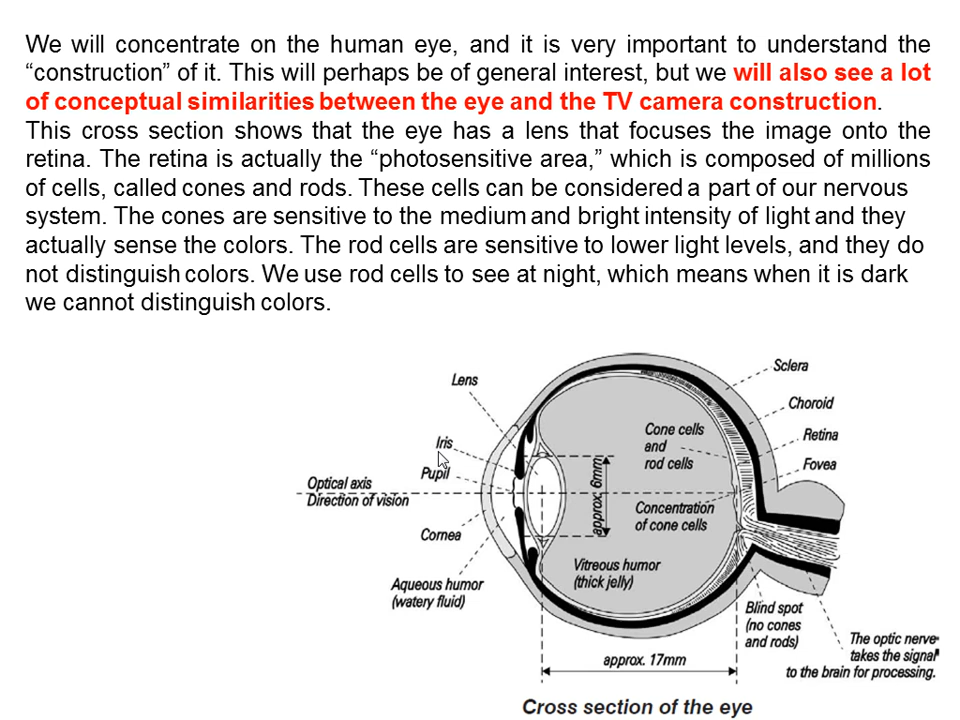 We will concentrate on the human eye, and it is very important to understand the
“construction” of it. This will perhaps be of general interest, but we will also see a lot
of conceptual similarities between the eye and the TV camera construction.
This cross section shows that the eye has a lens that focuses the image onto the
retina. The retina is actually the “photosensitive area,” which is composed of millions
of cells, called cones and rods. These cells can be considered a part of our nervous
system. The cones are sensitive to the medium and bright intensity of light and they
actually sense the colors. The rod cells are sensitive to lower light levels, and they do
not distinguish colors. We use rod cells to see at night, which means when it is dark
we cannot distinguish colors.
Lens
Iris
Pupil
Optical axis
Direction of vision
Cornea
Aqueous humor
(watery fluid)
Sclera
Choroid
Retina
Fovea
Cone cells
and
rod cells
approx. 6mm
Concentration
of cone cells
Vitreous humor
(thick jelly)
Blind spot
(no cones
and rods)
The optic nerve
takes the signal
to the brain for processing.
approx. 17mm
Cross section of the eye